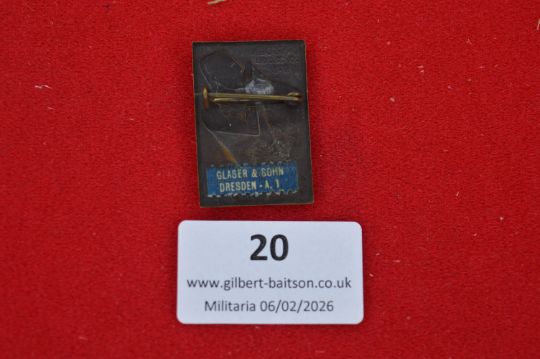 GLASER & SOHN
DRESDEN - A. 1
20
www.gilbert-baitson.co.uk
Militaria 06/02/2026